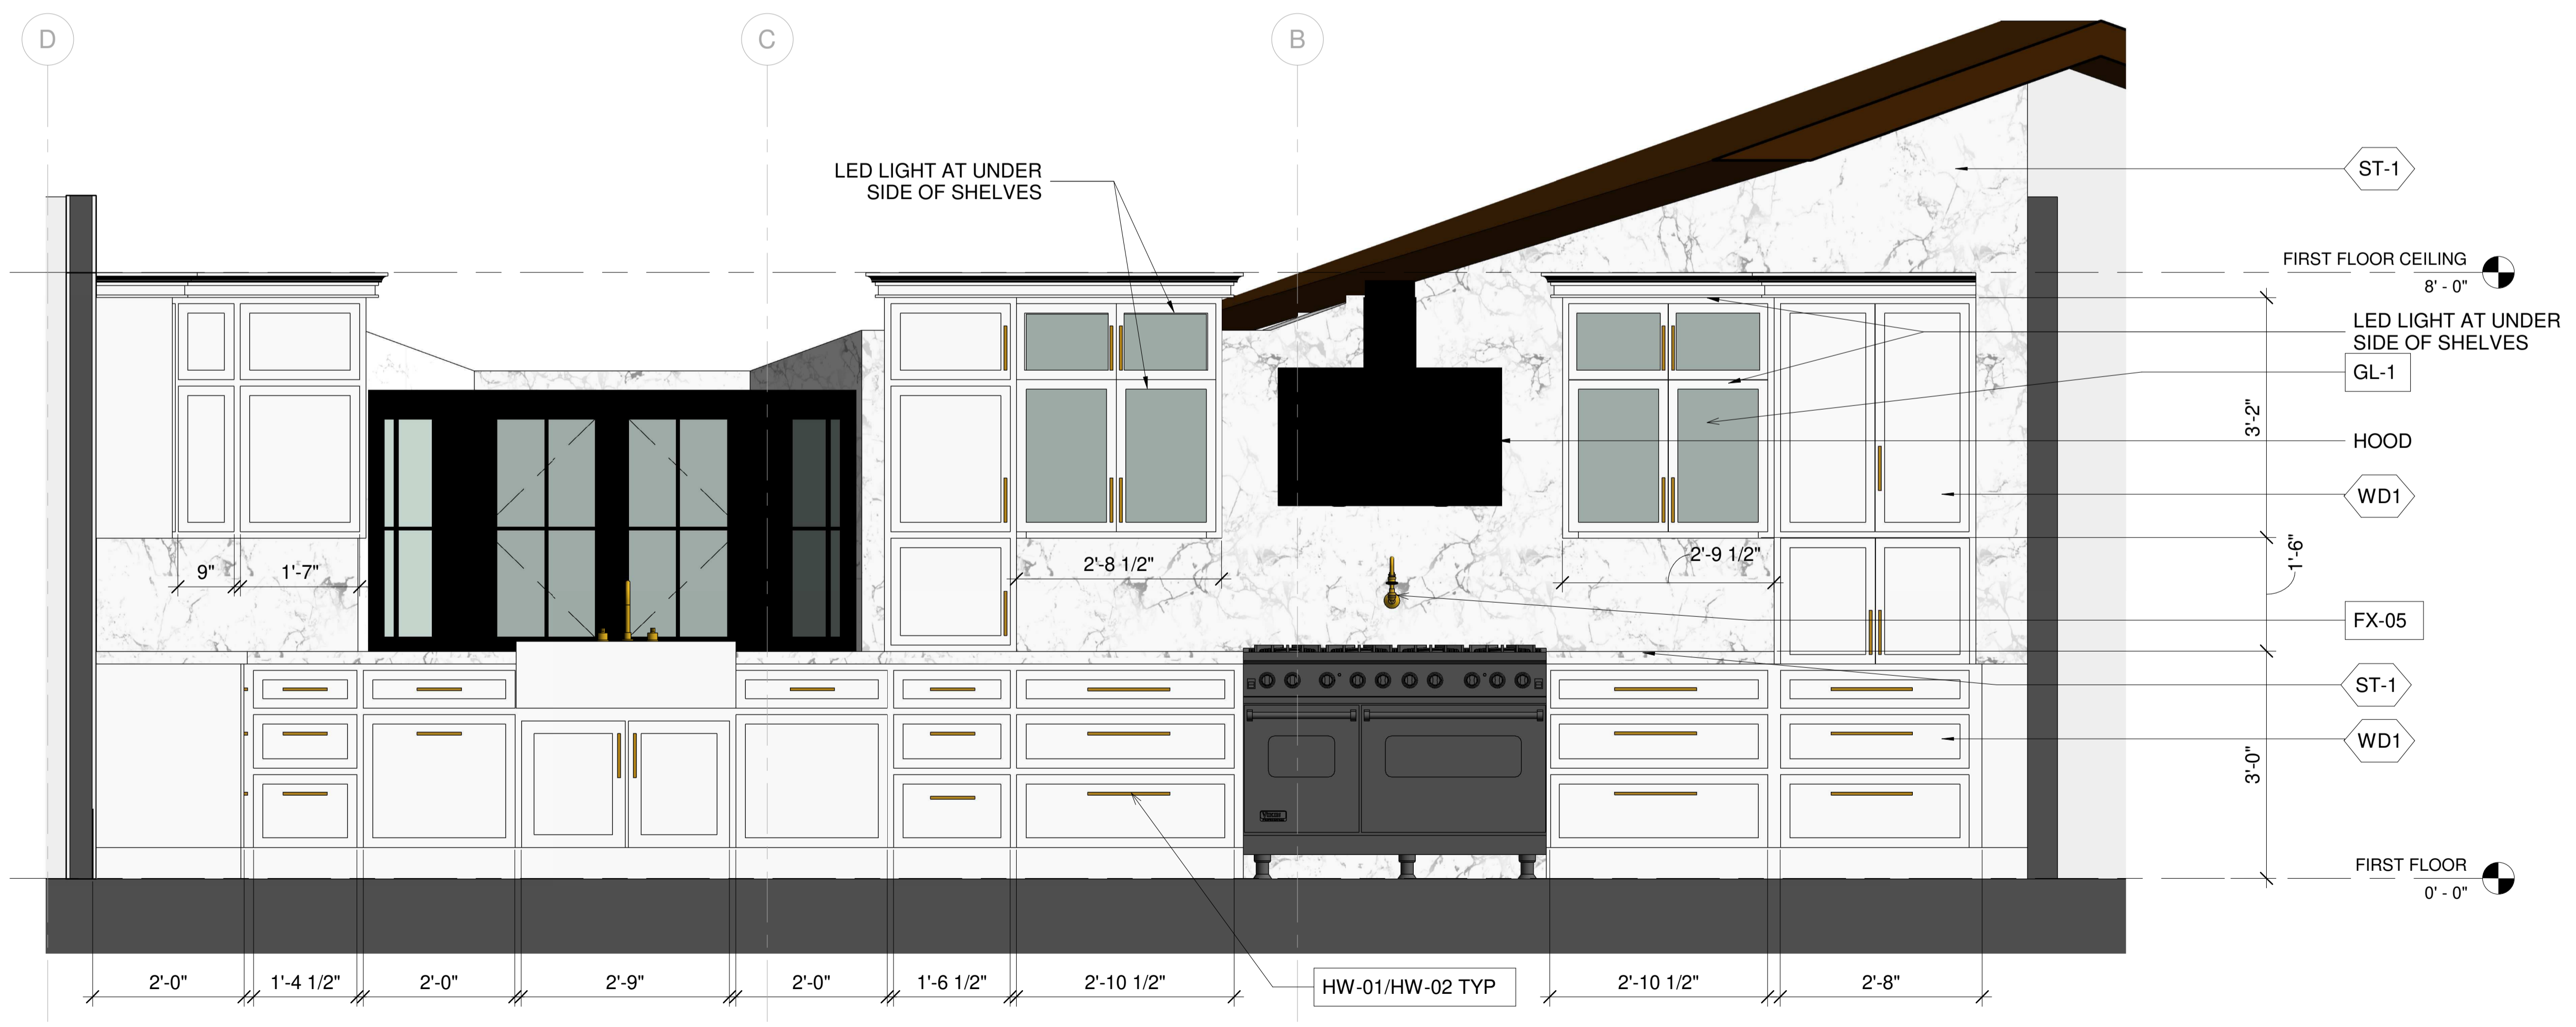 D
C
B
LED LIGHT AT UNDER
SIDE OF SHELVES
ST-1
FIRST FLOOR CEILING
8' - 0"
LED LIGHT AT UNDER
SIDE OF SHELVES
GL-1
3'-2"
HOOD
WD1
9"
1'-7"
2'-8 1/2"
2'-9 1/2"
1'-6"
FX-05
ST-1
WD1
3'-0"
VIKING
FIRST FLOOR
0' - 0"
2'-0"
1'-4 1/2"
2'-0"
2'-9"
2'-0"
1'-6 1/2"
2'-10 1/2"
HW-01/HW-02 TYP
2'-10 1/2"
2'-8"